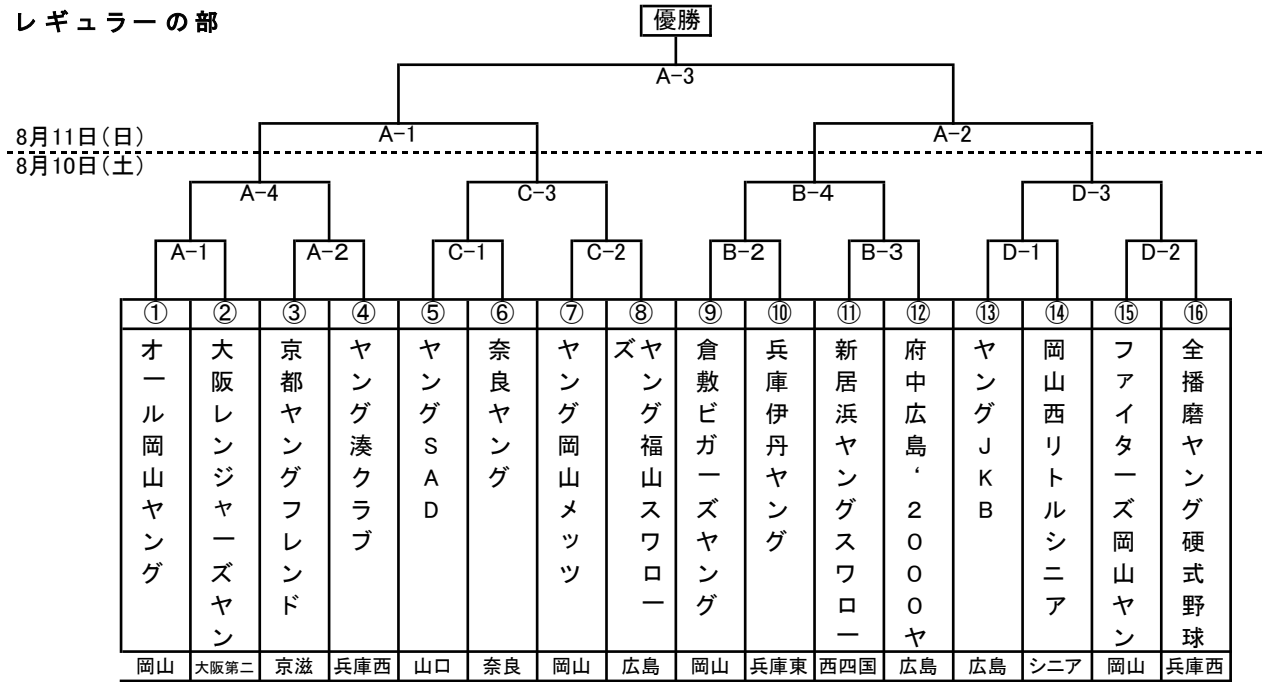 レギュラーの部
優勝
A-3
8月11日(日)
A-1
A-2
8月10日(土)
A-4
C-3
B-4
D-3
A-1
A-2
C-1
C-2
B-2
B-3
D-1
D-2
① ② ③ ④ ⑤ ⑥ ⑦ ⑧ ⑨ ⑩ ⑪ ⑫ ⑬ ⑭ ⑮ ⑯
オール岡山ヤング
大阪レンジャーズヤン
京都ヤングフレンド
ヤング湊クラブ
ヤングSAD
奈良ヤング
ヤング岡山メッツ
ヤング福山スワロー
ズ
倉敷ビガーズヤング
兵庫伊丹ヤング
新居浜ヤングスワロー
府中広島‘2000ヤ
ヤングJKB
岡山西リトルシニア
ファイターズ岡山ヤン
全播磨ヤング硬式野球
岡山 大阪第二 京滋 兵庫西 山口 奈良 岡山 広島 岡山 兵庫東 西四国 広島 広島 シニア 岡山 兵庫西